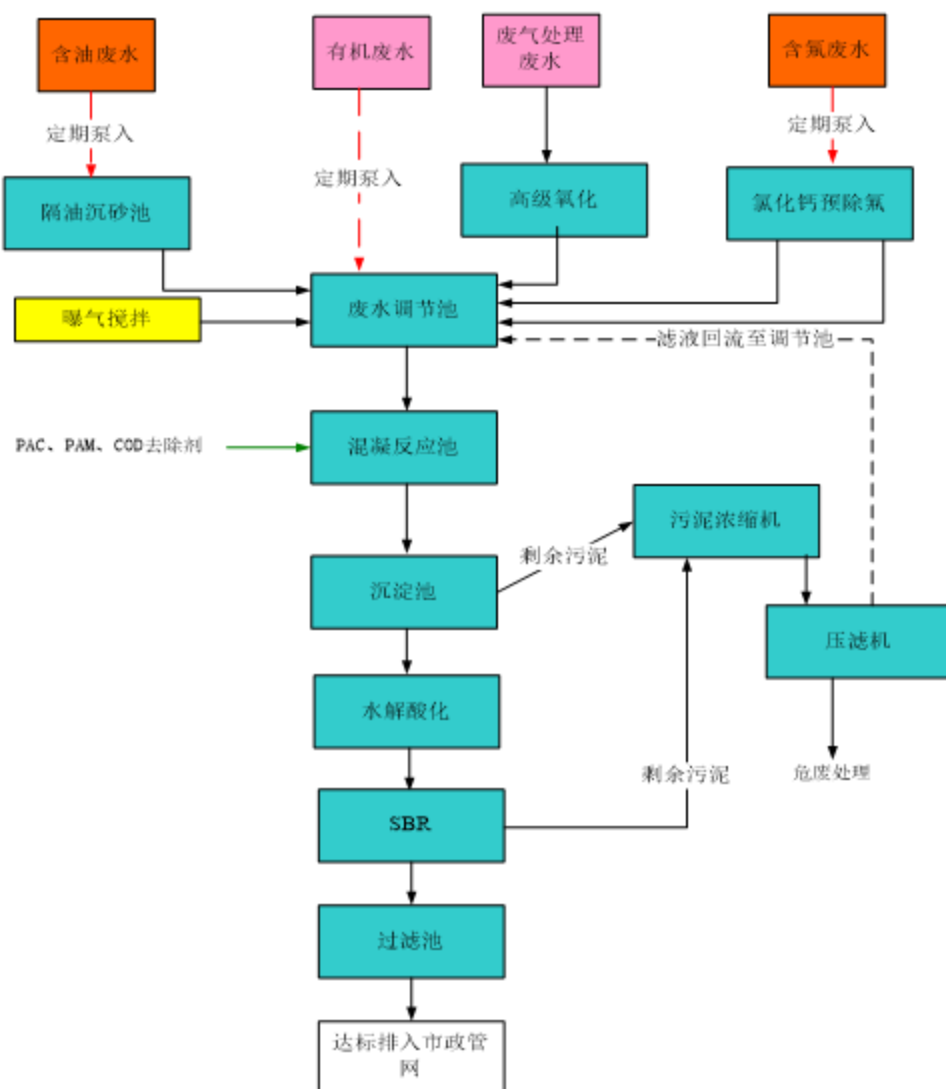 含油废水
有机废水
废气处理
废水
含氟废水
定期泵入
定期泵入
定期泵入
隔油沉砂池
高级氧化
氯化钙预除氟
废水调节池
曝气搅拌
滤液回流至调节池
PAC、PAM、COD去除剂
混凝反应池
污泥浓缩机
剩余污泥
沉淀池
压滤机
水解酸化
剩余污泥
危废处理
SBR
过滤池
达标排入市政管
网